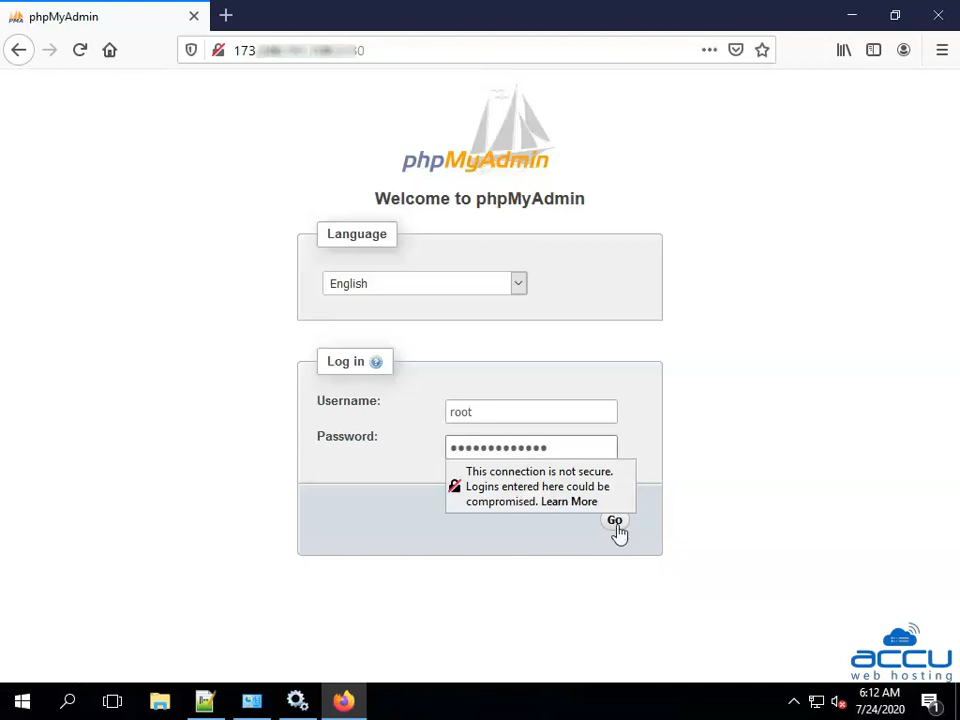 phpMyAdmin
173
phpMyAdmin
Welcome to phpMyAdmin
Language
English
Log in
Username:
root
Password:
This connection is not secure.
Logins entered here could be
compromised. Learn More
Go
accu
web hosting
6:12 AM
7/24/2020
1